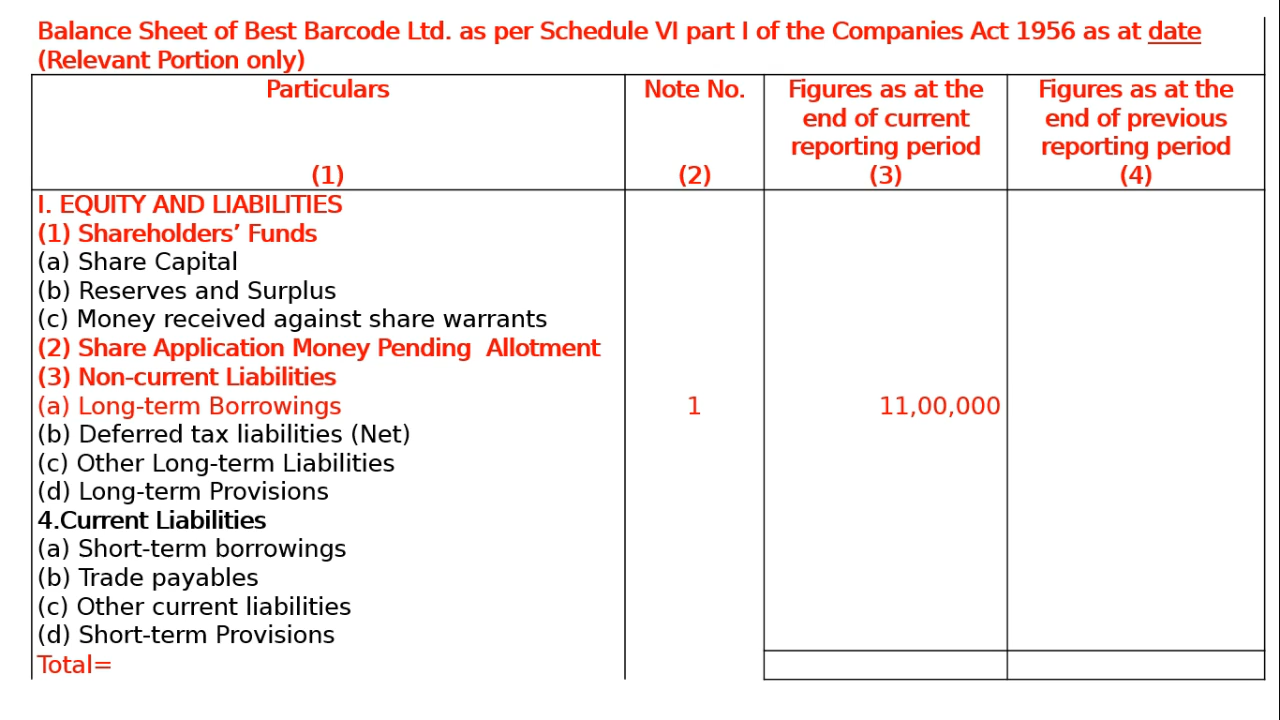 Balance Sheet of Best Barcode Ltd. as per Schedule VI part I of the Companies Act 1956 as at date
(Relevant Portion only)
Particulars
(1)
Note No.
(2)
Figures as at the
end of current
reporting period
(3)
Figures as at the
end of previous
reporting period
(4)
I. EQUITY AND LIABILITIES
(1) Shareholders’ Funds
(a) Share Capital
(b) Reserves and Surplus
(c) Money received against share warrants
(2) Share Application Money Pending  Allotment
(3) Non-current Liabilities
(a) Long-term Borrowings 1 11,00,000
(b) Deferred tax liabilities (Net)
(c) Other Long-term Liabilities
(d) Long-term Provisions
4.Current Liabilities
(a) Short-term borrowings
(b) Trade payables
(c) Other current liabilities
(d) Short-term Provisions
Total=